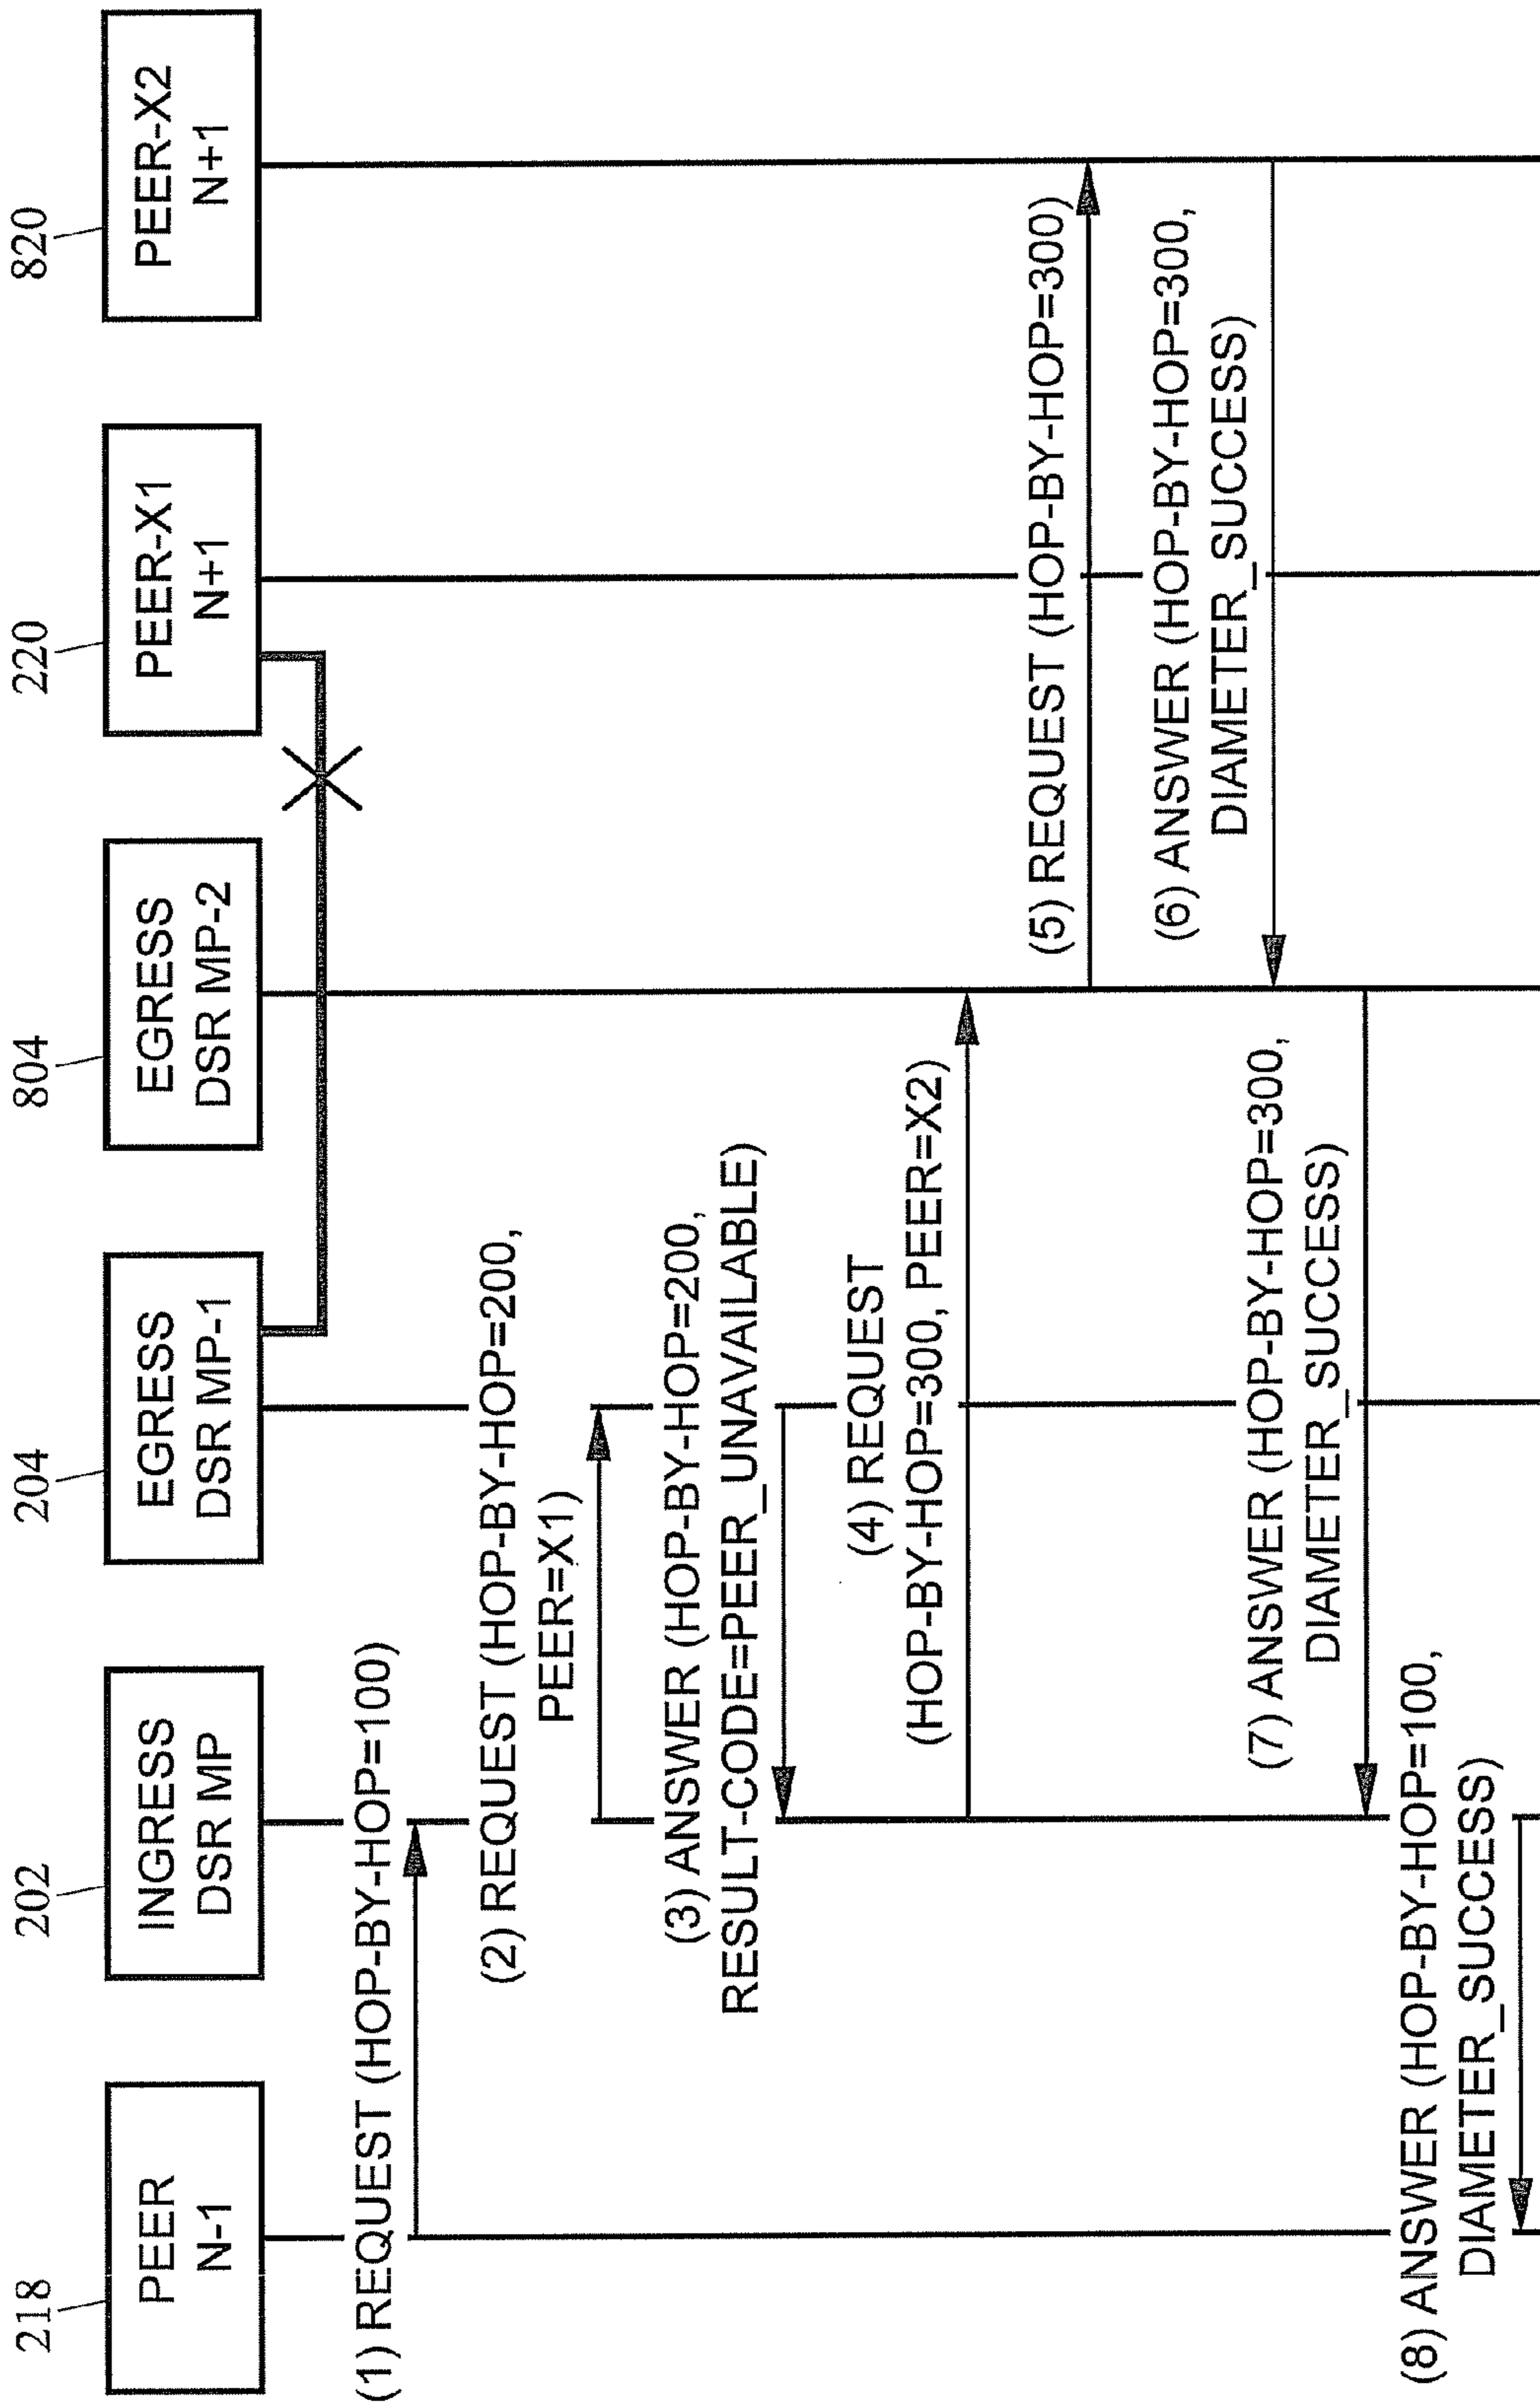 218
PEER
N-1
202
INGRESS
DSR MP
204
EGRESS
DSR MP-1
804
EGRESS
DSR MP-2
220
PEER-X1
N+1
820
PEER-X2
N+1
(1) REQUEST (HOP-BY-HOP=100)
(2) REQUEST (HOP-BY-HOP=200,
PEER=X1)
(3) ANSWER (HOP-BY-HOP=200,
RESULT-CODE=PEER_UNAVAILABLE)
(4) REQUEST
(HOP-BY-HOP=300, PEER=X2)
(5) REQUEST (HOP-BY-HOP=300)
(6) ANSWER (HOP-BY-HOP=300,
DIAMETER_SUCCESS)
(7) ANSWER (HOP-BY-HOP=300,
DIAMETER_SUCCESS)
(8) ANSWER (HOP-BY-HOP=100,
DIAMETER_SUCCESS)